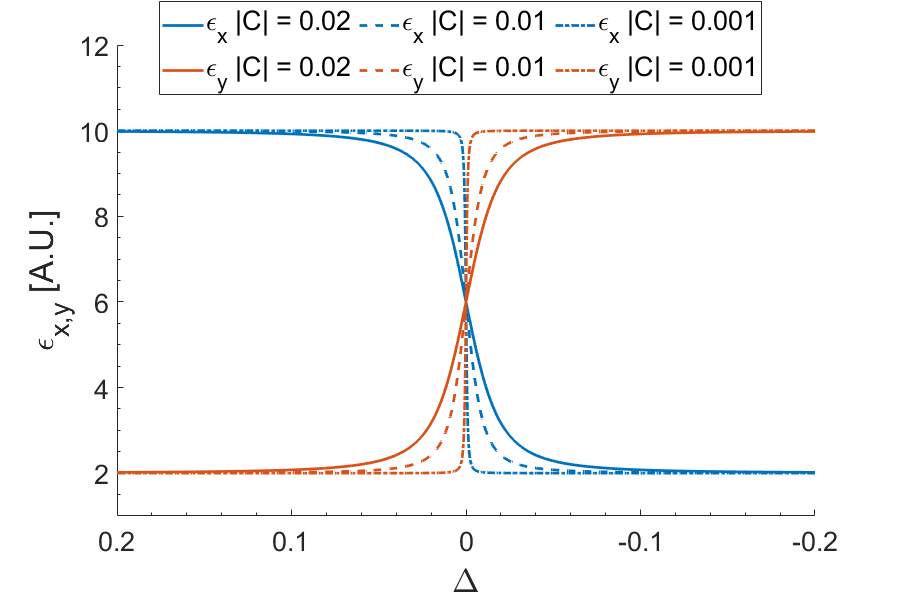 ϵx |C| = 0.02 ϵx |C| = 0.01 ϵx |C| = 0.001
ϵy |C| = 0.02 ϵy |C| = 0.01 ϵy |C| = 0.001
12
10
8
6
4
2
ϵx,y [A.U.]
0.2 0.1 0 -0.1 -0.2
Δ